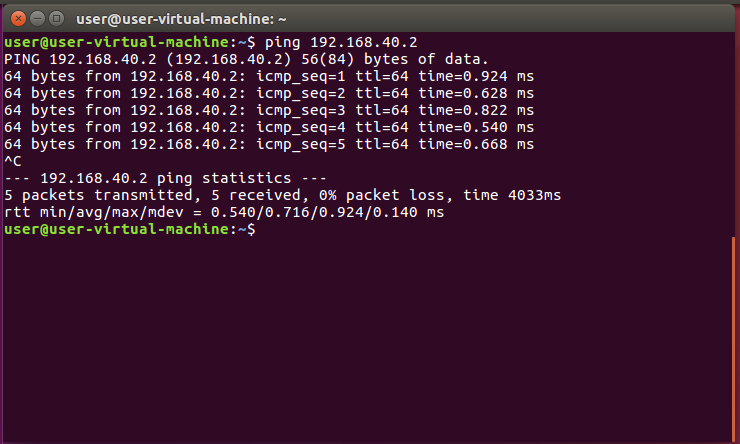 user@user-virtual-machine: ~
user@user-virtual-machine:~$ ping 192.168.40.2
PING 192.168.40.2 (192.168.40.2) 56(84) bytes of data.
64 bytes from 192.168.40.2: icmp_seq=1 ttl=64 time=0.924 ms
64 bytes from 192.168.40.2: icmp_seq=2 ttl=64 time=0.628 ms
64 bytes from 192.168.40.2: icmp_seq=3 ttl=64 time=0.822 ms
64 bytes from 192.168.40.2: icmp_seq=4 ttl=64 time=0.540 ms
64 bytes from 192.168.40.2: icmp_seq=5 ttl=64 time=0.668 ms
^C
--- 192.168.40.2 ping statistics ---
5 packets transmitted, 5 received, 0% packet loss, time 4033ms
rtt min/avg/max/mdev = 0.540/0.716/0.924/0.140 ms
user@user-virtual-machine:~$